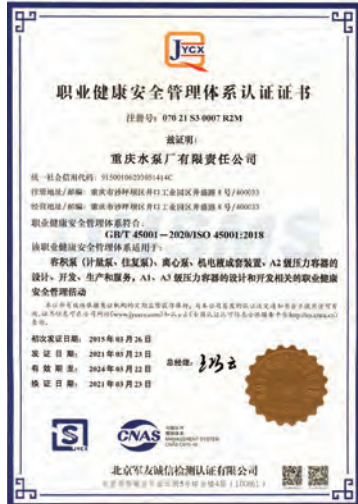 JYCX
职业健康安全管理体系认证证书
注册号：070 21 S3 0007 R2M
兹证明：
重庆水泵厂有限责任公司
统一社会信用代码：
注册地址/邮编：重庆市沙坪坝区井口工业园区井盛路8号/400033
经营地址/邮编：重庆市沙坪坝区井口工业园区井盛路8号/400033
职业健康安全管理体系符合：
GB/T 45001－2020/ISO 45001:2018
该职业健康安全管理体系适用于：
容积泵（计量泵、往复泵）、离心泵、机电液成套装置、A2级压力容器的
设计、开发、生产和服务，A1、A3级压力容器的设计和开发相关的职业健康
安全管理活动
初次发证日期：2015年03月26日
发 证 日 期：2021年03月23日
有 效 期 至：2024年03月22日
换 证 日 期：2021年03月23日
总经理：
JYCX
CNAS
MANAGEMENT SYSTEM
北京军友诚信检测认证有限公司